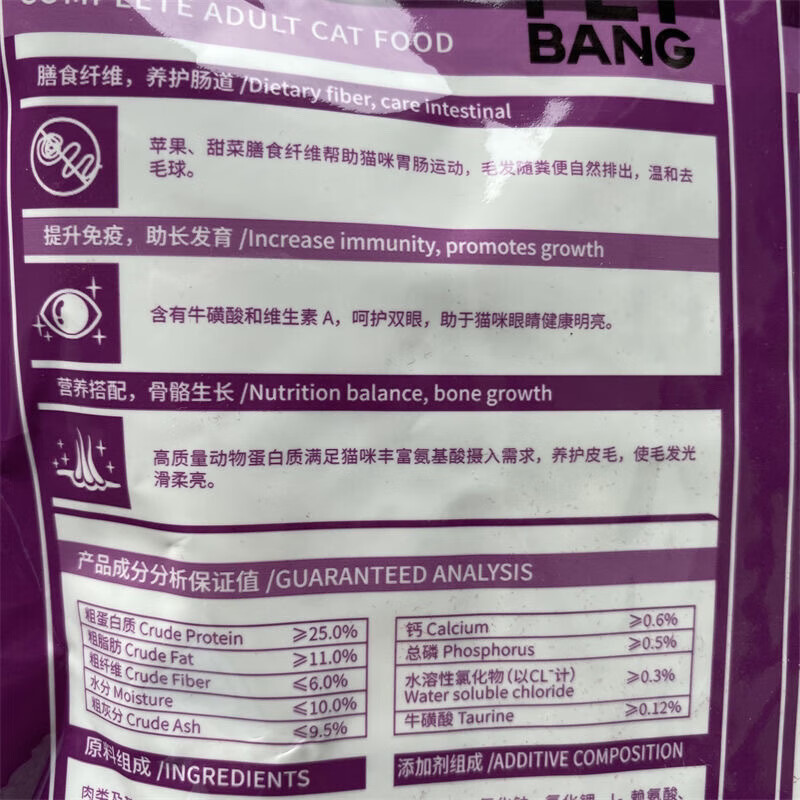 COMPLETE ADULT CAT FOOD
BANG
膳食纤维，养护肠道 /Dietary fiber, care intestinal
苹果、甜菜膳食纤维帮助猫咪胃肠运动，毛发随粪便自然排出，温和去
毛球。
提升免疫，助长发育 /Increase immunity, promotes growth
含有牛磺酸和维生素 A，呵护双眼，助于猫咪眼睛健康明亮。
营养搭配，骨骼生长 /Nutrition balance, bone growth
高质量动物蛋白质满足猫咪丰富氨基酸摄入需求，养护皮毛，使毛发光
滑柔亮。
产品成分分析保证值 /GUARANTEED ANALYSIS
粗蛋白质 Crude Protein ≥25.0%
粗脂肪 Crude Fat ≥11.0%
粗纤维 Crude Fiber ≤6.0%
水分 Moisture ≤10.0%
粗灰分 Crude Ash ≤9.5%
钙 Calcium ≥0.6%
总磷 Phosphorus ≥0.5%
水溶性氯化物（以CL⁻计） ≥0.3%
Water soluble chloride
牛磺酸 Taurine ≥0.12%
原料组成 /INGREDIENTS
添加剂组成 /ADDITIVE COMPOSITION
肉类及
氯化钾、L-赖氨酸、